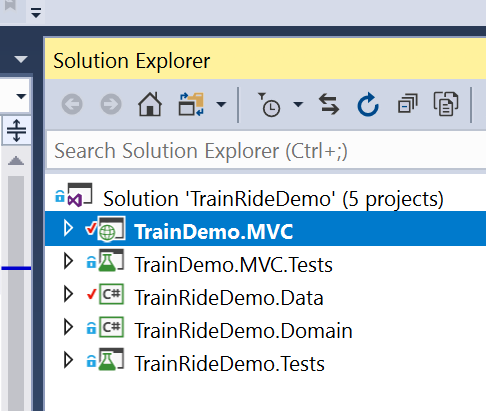 Solution Explorer
Search Solution Explorer (Ctrl+;)
Solution 'TrainRideDemo' (5 projects)
TrainDemo.MVC
TrainDemo.MVC.Tests
C# TrainRideDemo.Data
C# TrainRideDemo.Domain
TrainRideDemo.Tests